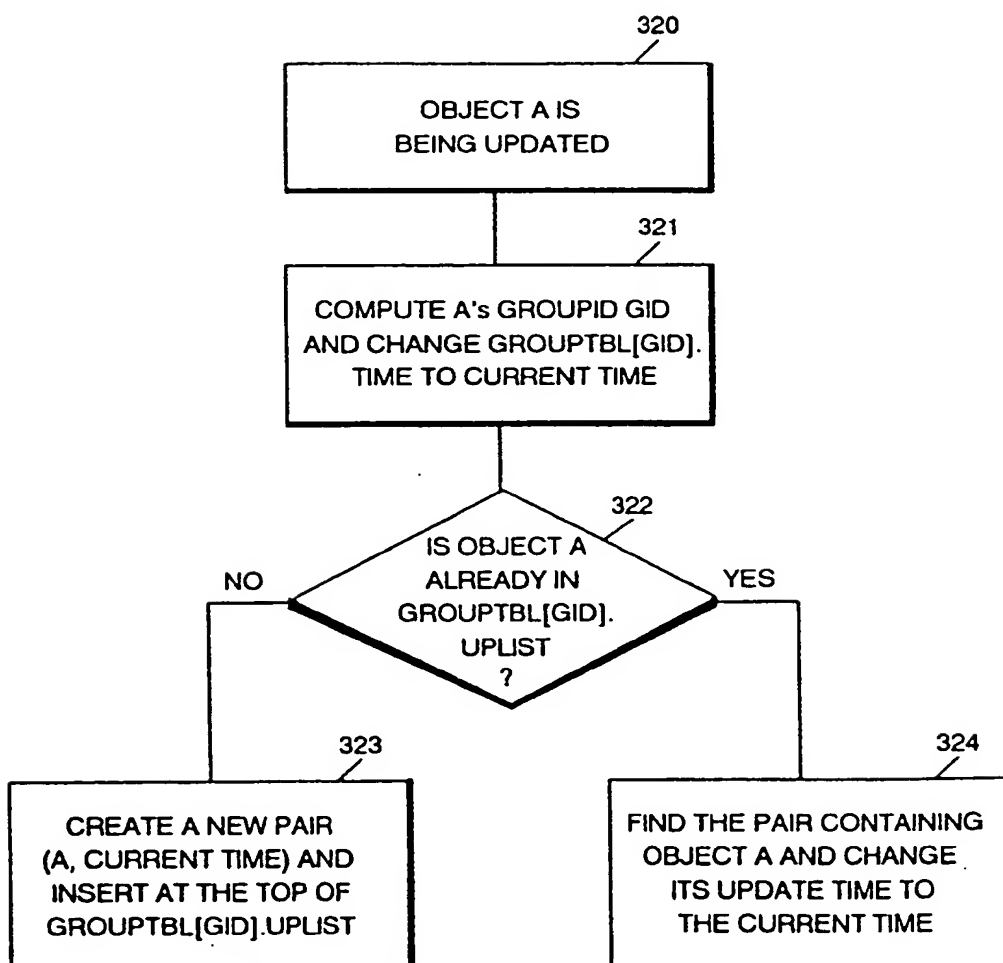 320
OBJECT A IS
BEING UPDATED
321
COMPUTE A's GROUPID GID
AND CHANGE GROUPTBL[GID].
TIME TO CURRENT TIME
322
IS OBJECT A
ALREADY IN
GROUPTBL[GID].
UPLIST
?
NO
YES
323
CREATE A NEW PAIR
(A, CURRENT TIME) AND
INSERT AT THE TOP OF
GROUPTBL[GID].UPLIST
324
FIND THE PAIR CONTAINING
OBJECT A AND CHANGE
ITS UPDATE TIME TO
THE CURRENT TIME